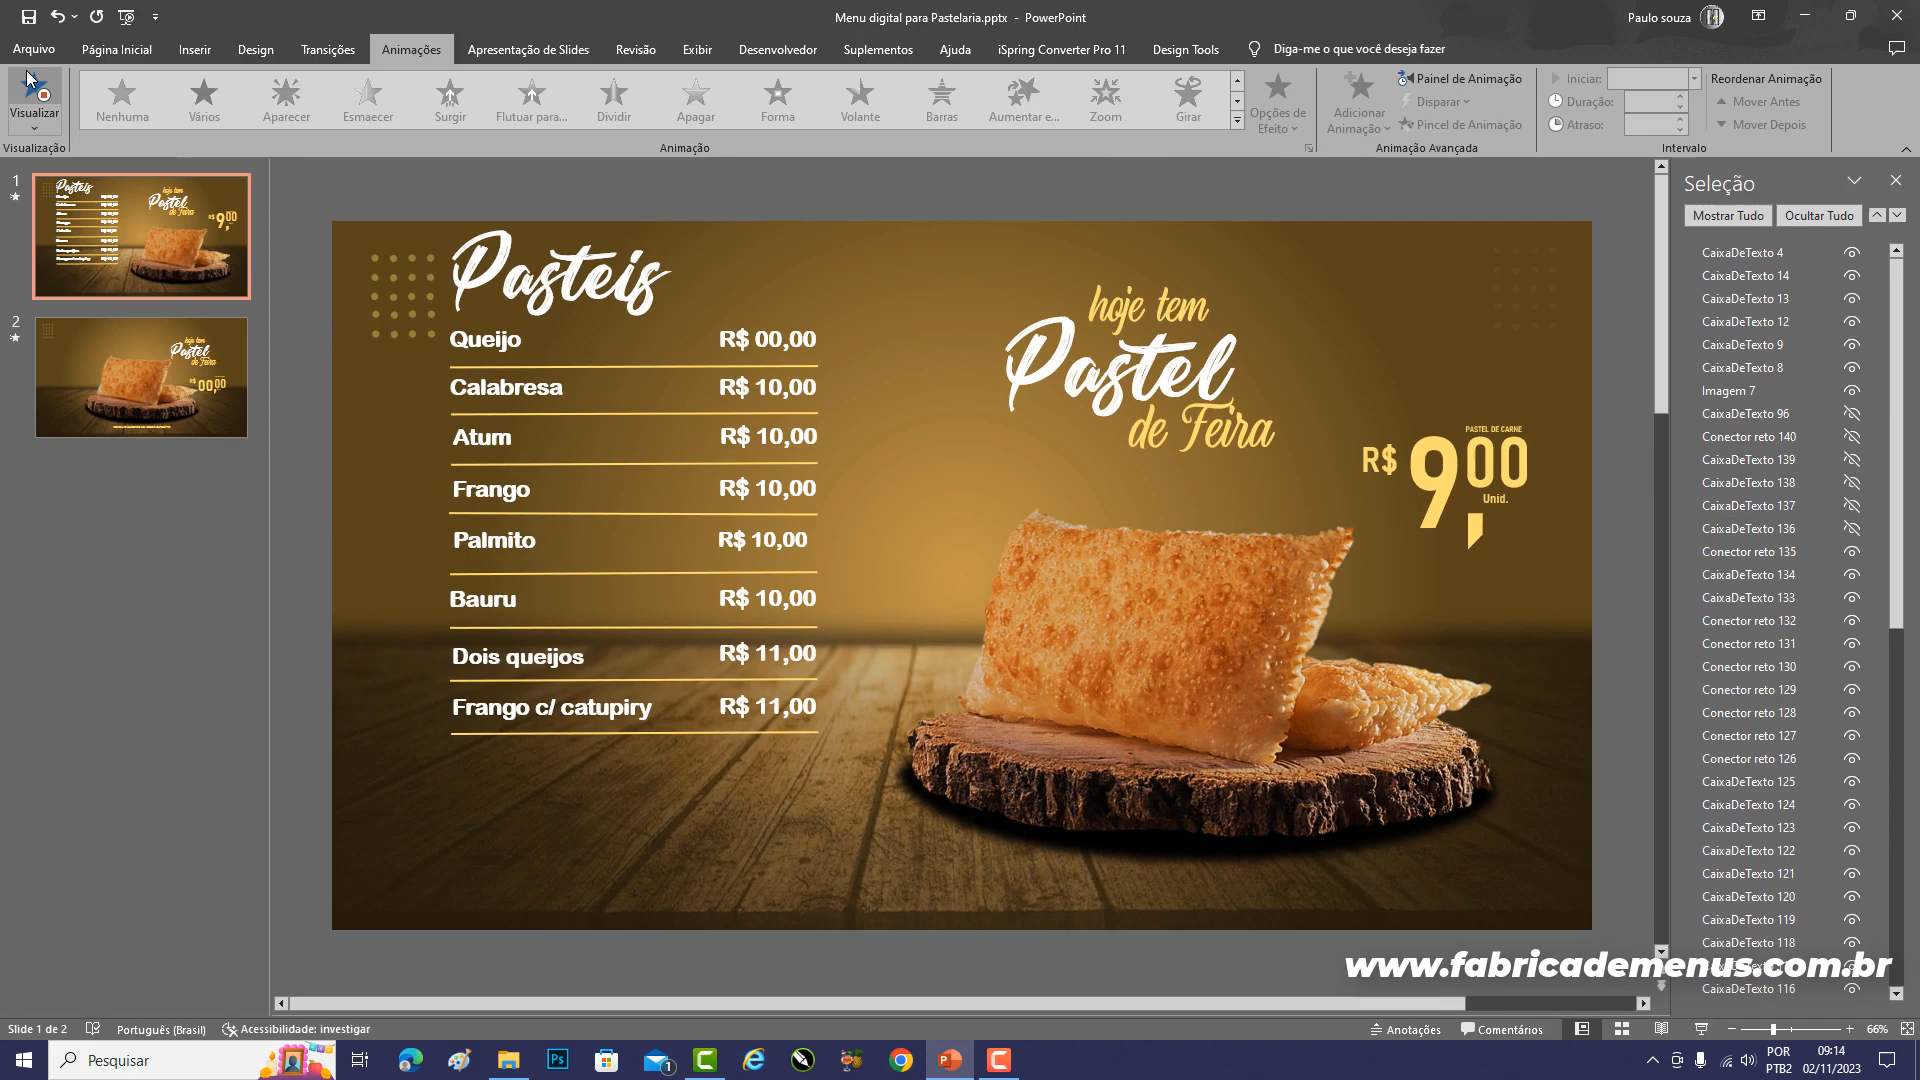 Menu digital para Pastelaria.pptx - PowerPoint
Paulo souza
Arquivo
Página Inicial
Inserir
Design
Transições
Animações
Apresentação de Slides
Revisão
Exibir
Desenvolvedor
Suplementos
Ajuda
iSpring Converter Pro 11
Design Tools
Diga-me o que você deseja fazer
Visualizar
Visualização
Nenhuma
Vários
Aparecer
Esmaecer
Surgir
Flutuar para...
Dividir
Apagar
Forma
Volante
Barras
Aumentar e...
Zoom
Girar
Animação
Opções de
Efeito
Adicionar
Animação
Painel de Animação
Disparar
Pincel de Animação
Animação Avançada
Iniciar:
Duração:
Atraso:
Reordenar Animação
Mover Antes
Mover Depois
Intervalo
1
2
Pasteis
Queijo R$ 00,00
Calabresa R$ 10,00
Atum R$ 10,00
Frango R$ 10,00
Palmito R$ 10,00
Bauru R$ 10,00
Dois queijos R$ 11,00
Frango c/ catupiry R$ 11,00
hoje tem
Pastel
de Feira
PASTEL DE CARNE
R$ 9,00
Unid.
Seleção
Mostrar Tudo
Ocultar Tudo
CaixaDeTexto 4
CaixaDeTexto 14
CaixaDeTexto 13
CaixaDeTexto 12
CaixaDeTexto 9
CaixaDeTexto 8
Imagem 7
CaixaDeTexto 96
Conector reto 140
CaixaDeTexto 139
CaixaDeTexto 138
CaixaDeTexto 137
CaixaDeTexto 136
Conector reto 135
CaixaDeTexto 134
CaixaDeTexto 133
Conector reto 132
Conector reto 131
Conector reto 130
Conector reto 129
Conector reto 128
Conector reto 127
Conector reto 126
CaixaDeTexto 125
CaixaDeTexto 124
CaixaDeTexto 123
CaixaDeTexto 122
CaixaDeTexto 121
CaixaDeTexto 120
CaixaDeTexto 119
CaixaDeTexto 118
www.fabricademenus.com.br
CaixaDeTexto 116
Slide 1 de 2
Português (Brasil)
Acessibilidade: investigar
Anotações
Comentários
66%
Pesquisar
Ps
1
POR
PTB2
09:14
02/11/2023